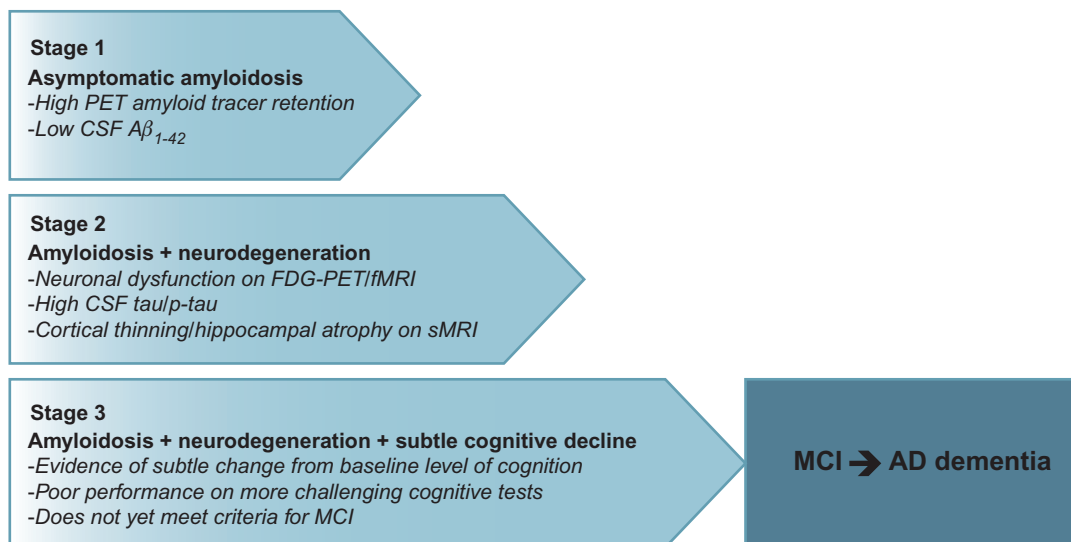 Stage 1
Asymptomatic amyloidosis
-High PET amyloid tracer retention
-Low CSF Aβ1-42
Stage 2
Amyloidosis + neurodegeneration
-Neuronal dysfunction on FDG-PET/fMRI
-High CSF tau/p-tau
-Cortical thinning/hippocampal atrophy on sMRI
Stage 3
Amyloidosis + neurodegeneration + subtle cognitive decline
-Evidence of subtle change from baseline level of cognition
-Poor performance on more challenging cognitive tests
-Does not yet meet criteria for MCI
MCI → AD dementia